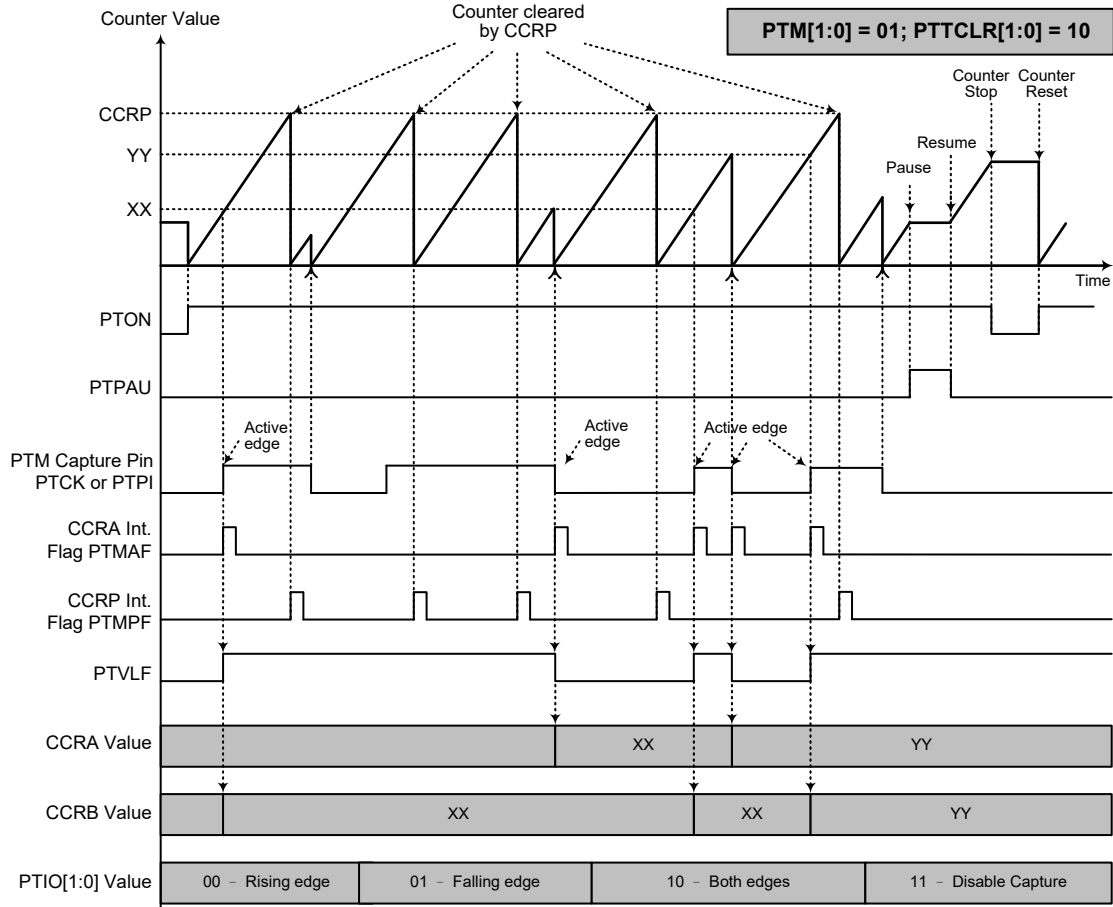 Counter Value
Counter cleared
by CCRP
PTM[1:0] = 01; PTTCLR[1:0] = 10
Counter
Stop
Counter
Reset
CCRP
YY
XX
Pause
Resume
Time
PTON
PTPAU
Active
edge
Active
edge
Active edge
PTM Capture Pin
PTCK or PTPI
CCRA Int.
Flag PTMAF
CCRP Int.
Flag PTMPF
PTVLF
CCRA Value
XX
YY
CCRB Value
XX
XX
YY
PTIO[1:0] Value
00 - Rising edge
01 - Falling edge
10 - Both edges
11 - Disable Capture